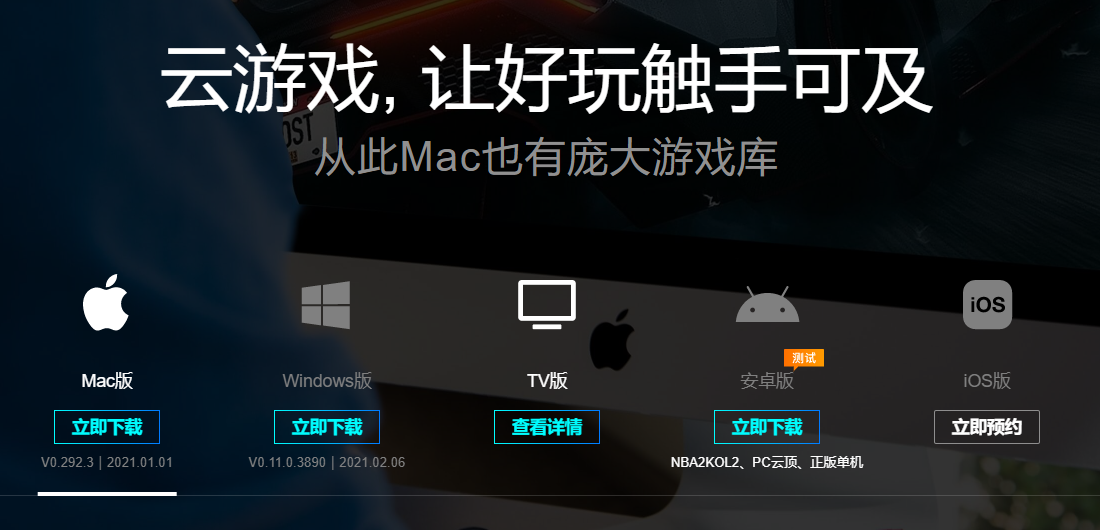 云游戏, 让好玩触手可及
OST
从此Mac也有庞大游戏库
iOS
测试
Mac版
Windows版
TV版
安卓版
iOS版
立即下载
立即下载
查看详情
立即下载
立即预约
V0.292.3 | 2021.01.01
V0.11.0.3890 | 2021.02.06
NBA2KOL2、PC云顶、正版单机